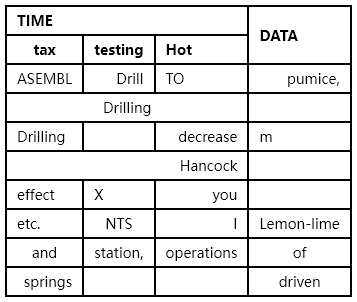 TIME DATA
tax testing Hot
ASEMBL Drill TO pumice,
Drilling
Drilling decrease m
Hancock
effect X you
etc. NTS I Lemon-lime
and station, operations of
springs driven